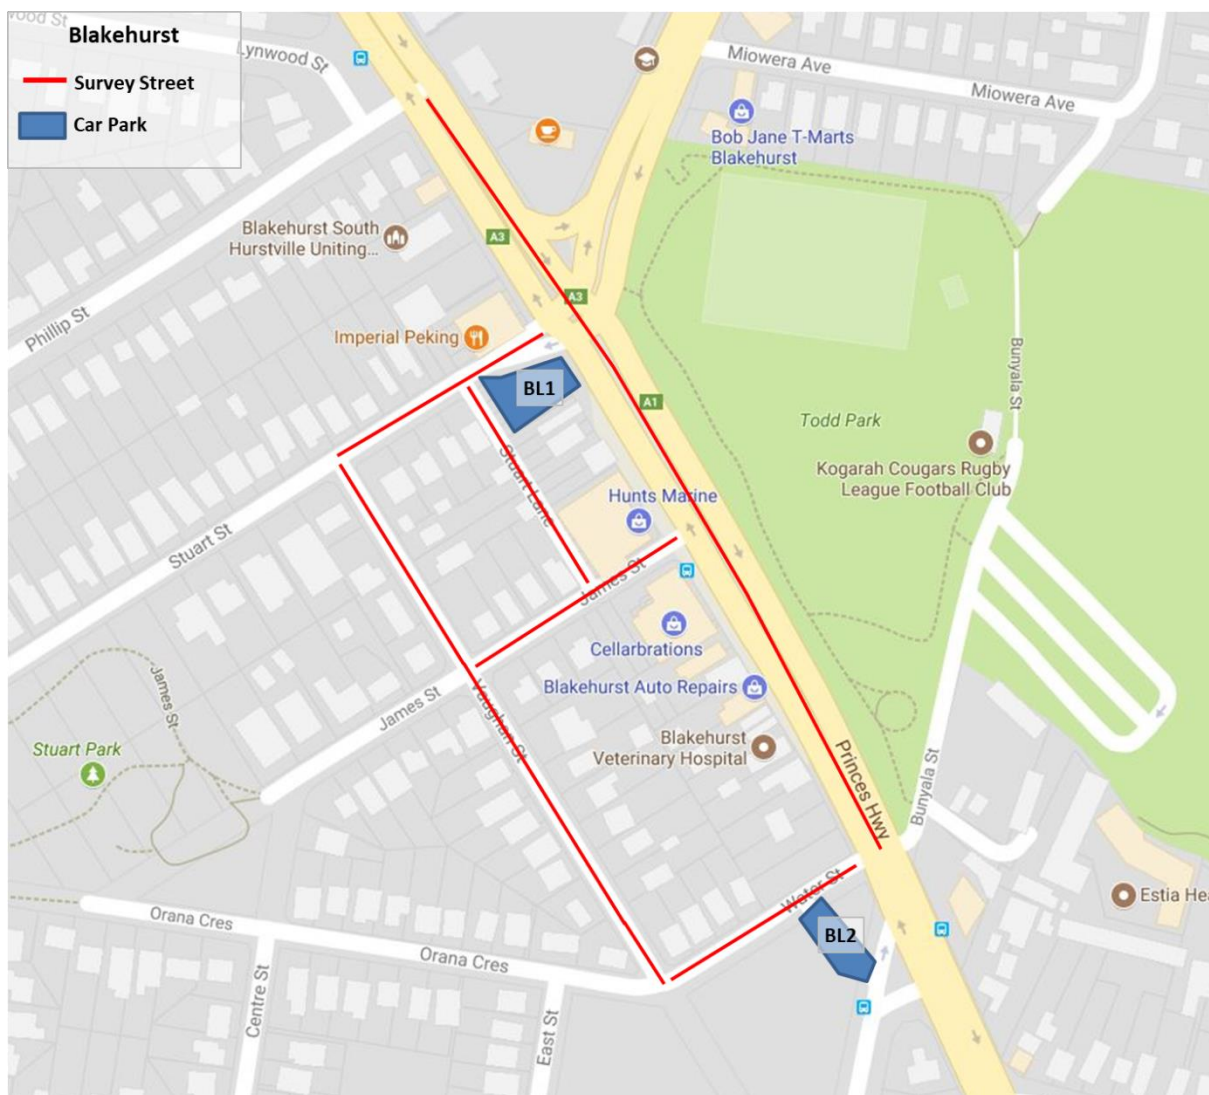 Blakehurst
Survey Street
Car Park
wood St
Lynwood St
Miowera Ave
Miowera Ave
Bob Jane T-Marts
Blakehurst
Blakehurst South
Hurstville Uniting...
A3
A3
Phillip St
Imperial Peking
BL1
A1
Bunyala St
Todd Park
Kogarah Cougars Rugby
League Football Club
Stuart Lane
Hunts Marine
Stuart St
James St
Cellarbrations
Blakehurst Auto Repairs
James St
James St
Vaughan St
Stuart Park
Blakehurst
Veterinary Hospital
Princes Hwy
Bunyala St
Water St
Estia Hea
Orana Cres
BL2
Orana Cres
Centre St
East St